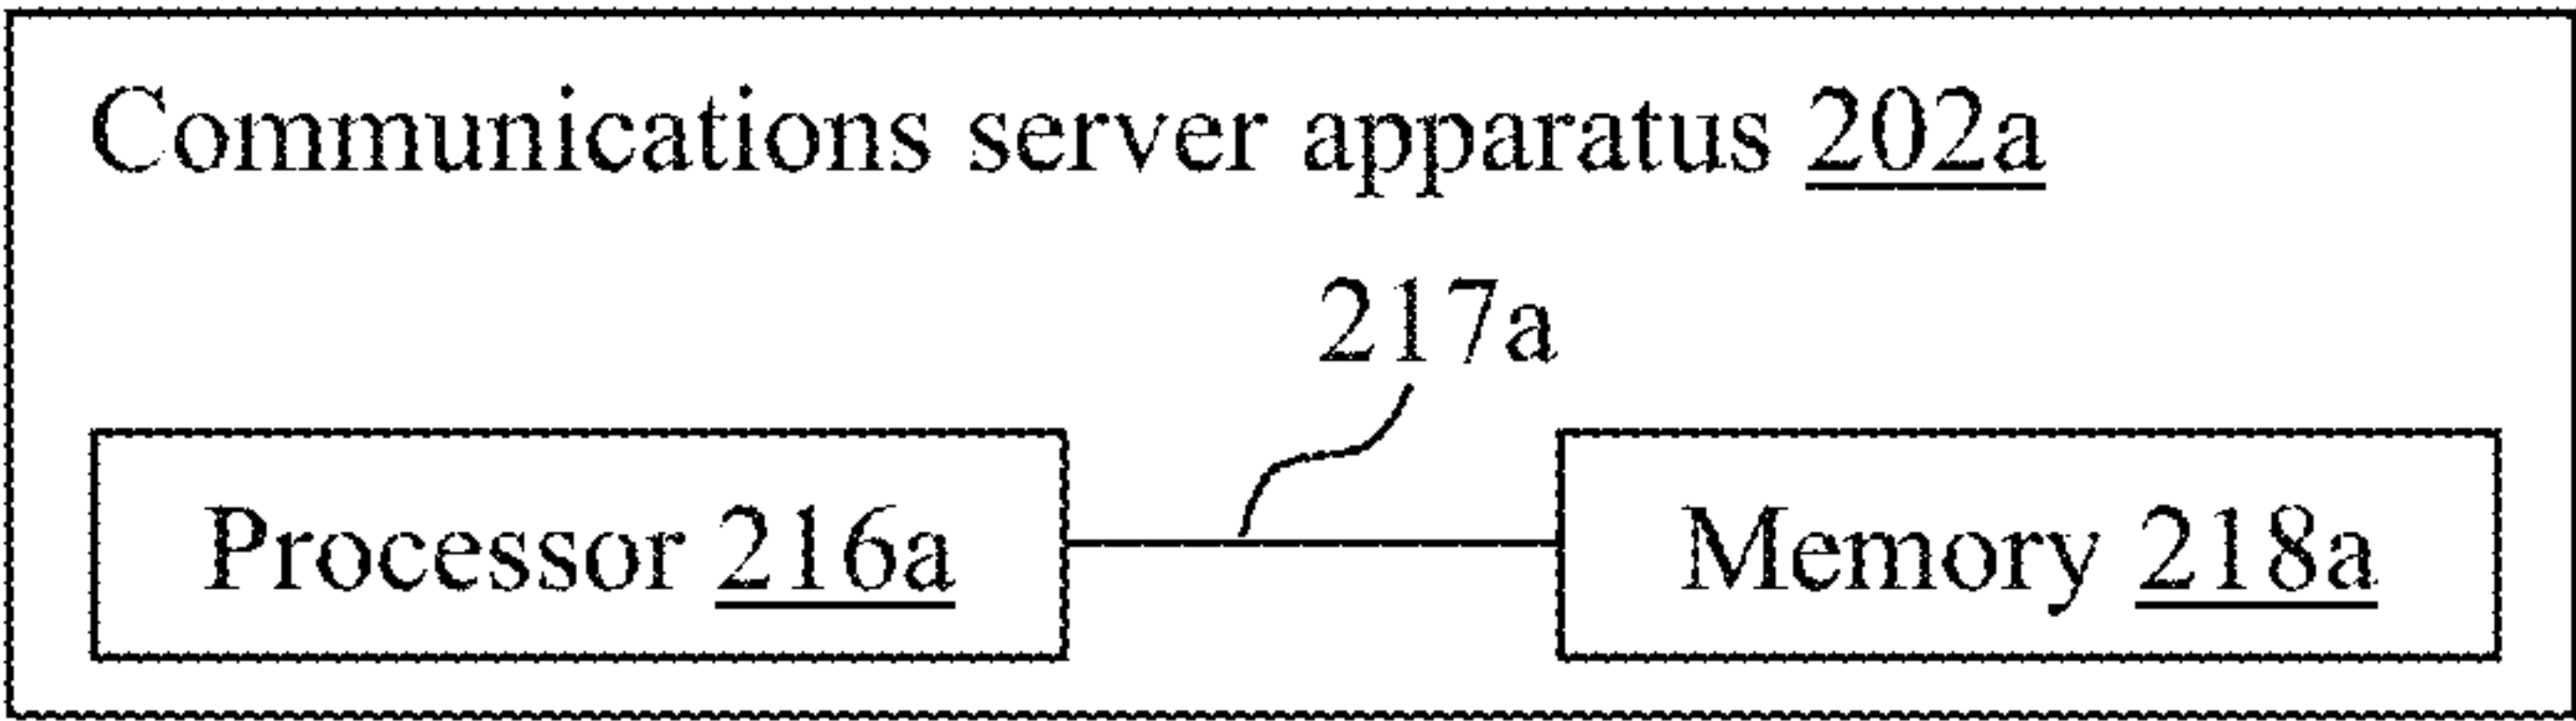 Communications server apparatus 202a
217a
Processor 216a
Memory 218a